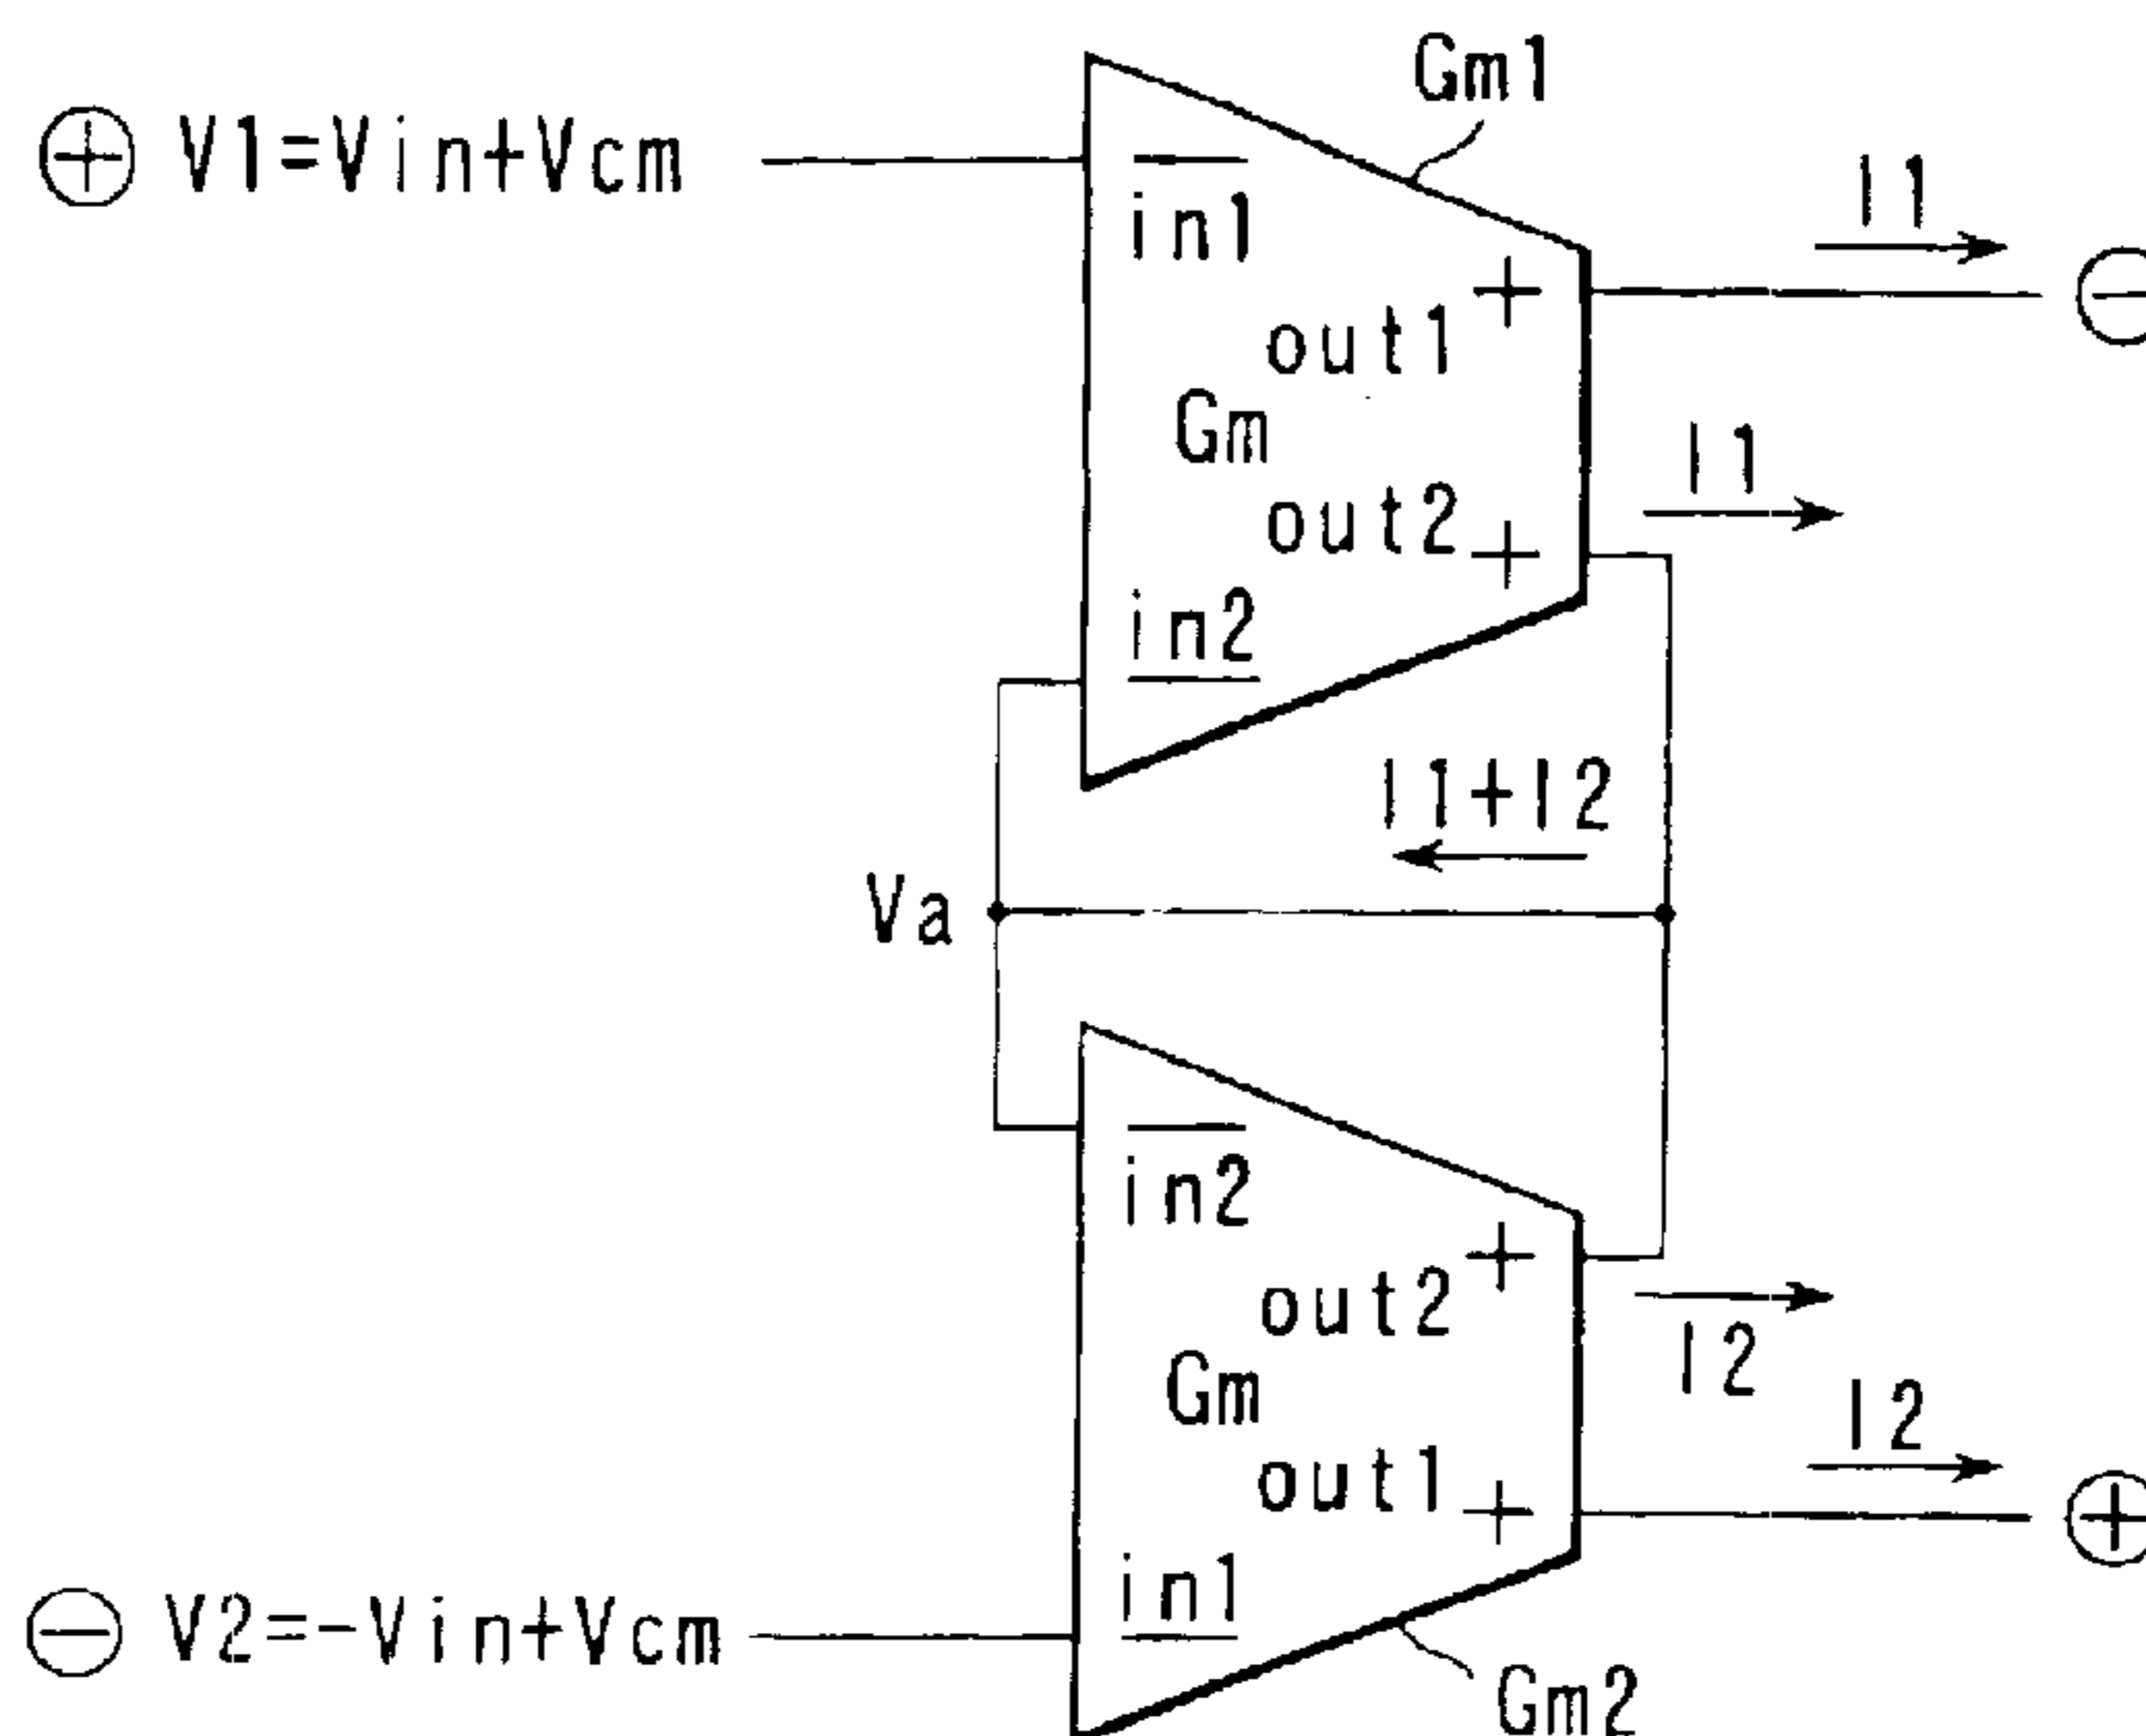 Gm1
⊕ V1=Vin+Vcm
in1
I1
+
⊖
out1
Gm
I1
out2
+
in2
I1+I2
Va
in2
+
out2
I2
Gm
I2
out1
+
⊕
in1
⊖ V2=-Vin+Vcm
Gm2